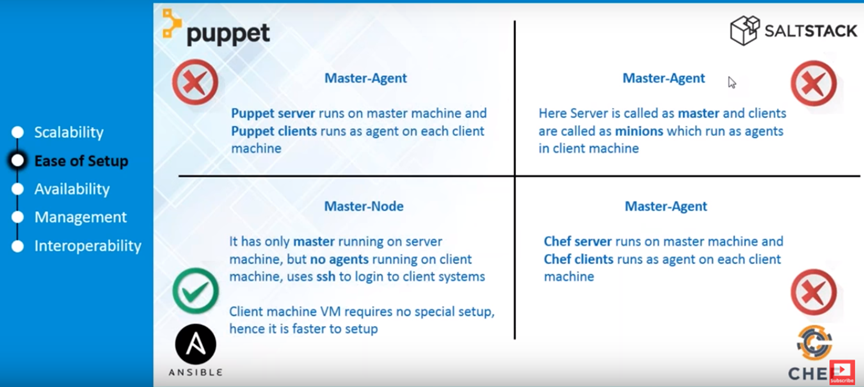 Scalability
Ease of Setup
Availability
Management
Interoperability
puppet
Master-Agent
Puppet server runs on master machine and
Puppet clients runs as agent on each client
machine
SALTSTACK
Master-Agent
Here Server is called as master and clients
are called as minions which run as agents
in client machine
Master-Node
It has only master running on server
machine, but no agents running on client
machine, uses ssh to login to client systems
Client machine VM requires no special setup,
hence it is faster to setup
ANSIBLE
Master-Agent
Chef server runs on master machine and
Chef clients runs as agent on each client
machine
CHEF